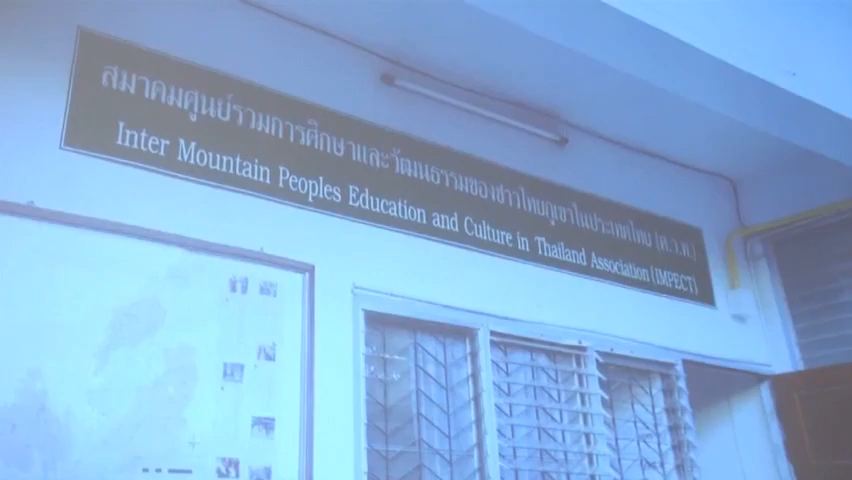 สมาคมศูนย์รวมการศึกษาและวัฒนธรรมของชาวไทยภูเขาในประเทศไทย (ศ.ว.ท.)
Inter Mountain Peoples Education and Culture in Thailand Association (IMPECT)